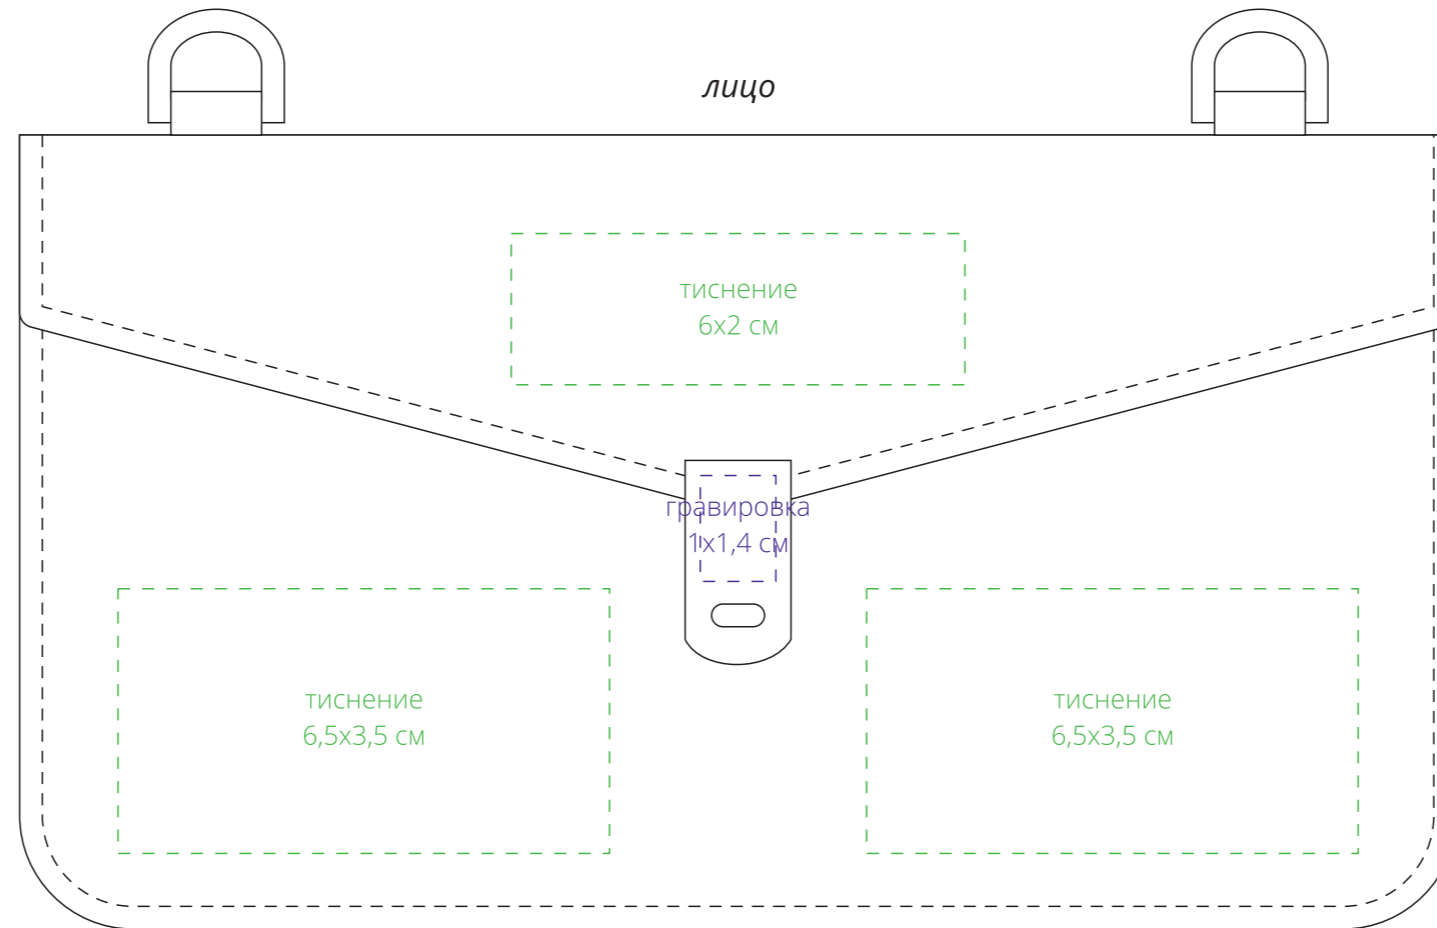 лицо
тиснение
6х2 см
гравировка
1х1,4 см
тиснение
6,5х3,5 см
тиснение
6,5х3,5 см